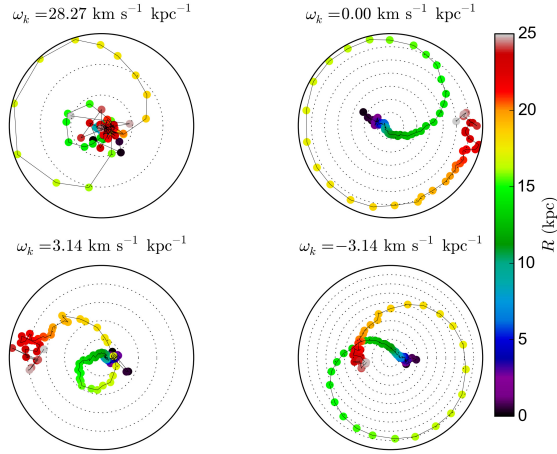 ω_k =28.27 km s⁻¹ kpc⁻¹
ω_k =0.00 km s⁻¹ kpc⁻¹
ω_k =3.14 km s⁻¹ kpc⁻¹
ω_k =−3.14 km s⁻¹ kpc⁻¹
25
20
15
10
5
0
R (kpc)